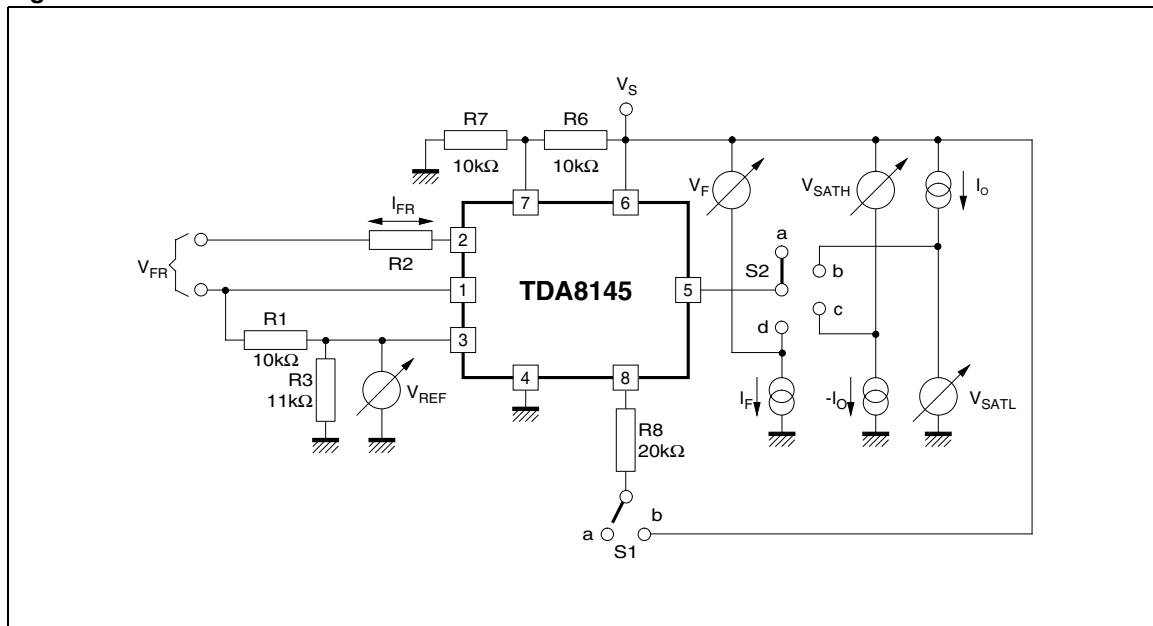 V_S
R7
R6
10kΩ
10kΩ
V_F
V_SATH
I_O
I_FR
7
6
2
a
V_FR
R2
S2
b
1
TDA8145
5
c
R1
d
3
10kΩ
R3
4
8
11kΩ
V_REF
I_F
-I_O
V_SATL
R8
20kΩ
b
a
S1